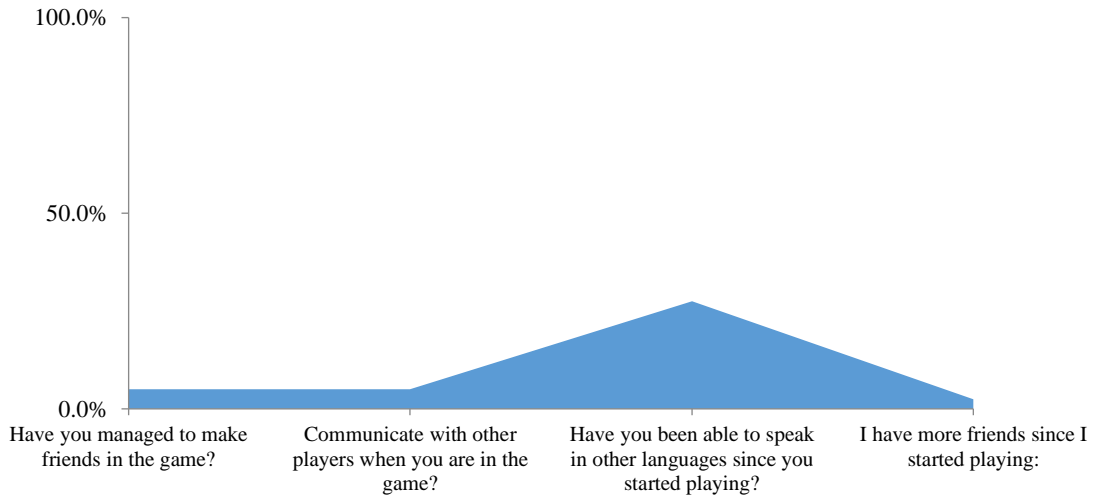 100.0%
50.0%
0.0%
Have you managed to make
friends in the game?
Communicate with other
players when you are in the
game?
Have you been able to speak
in other languages since you
started playing?
I have more friends since I
started playing: